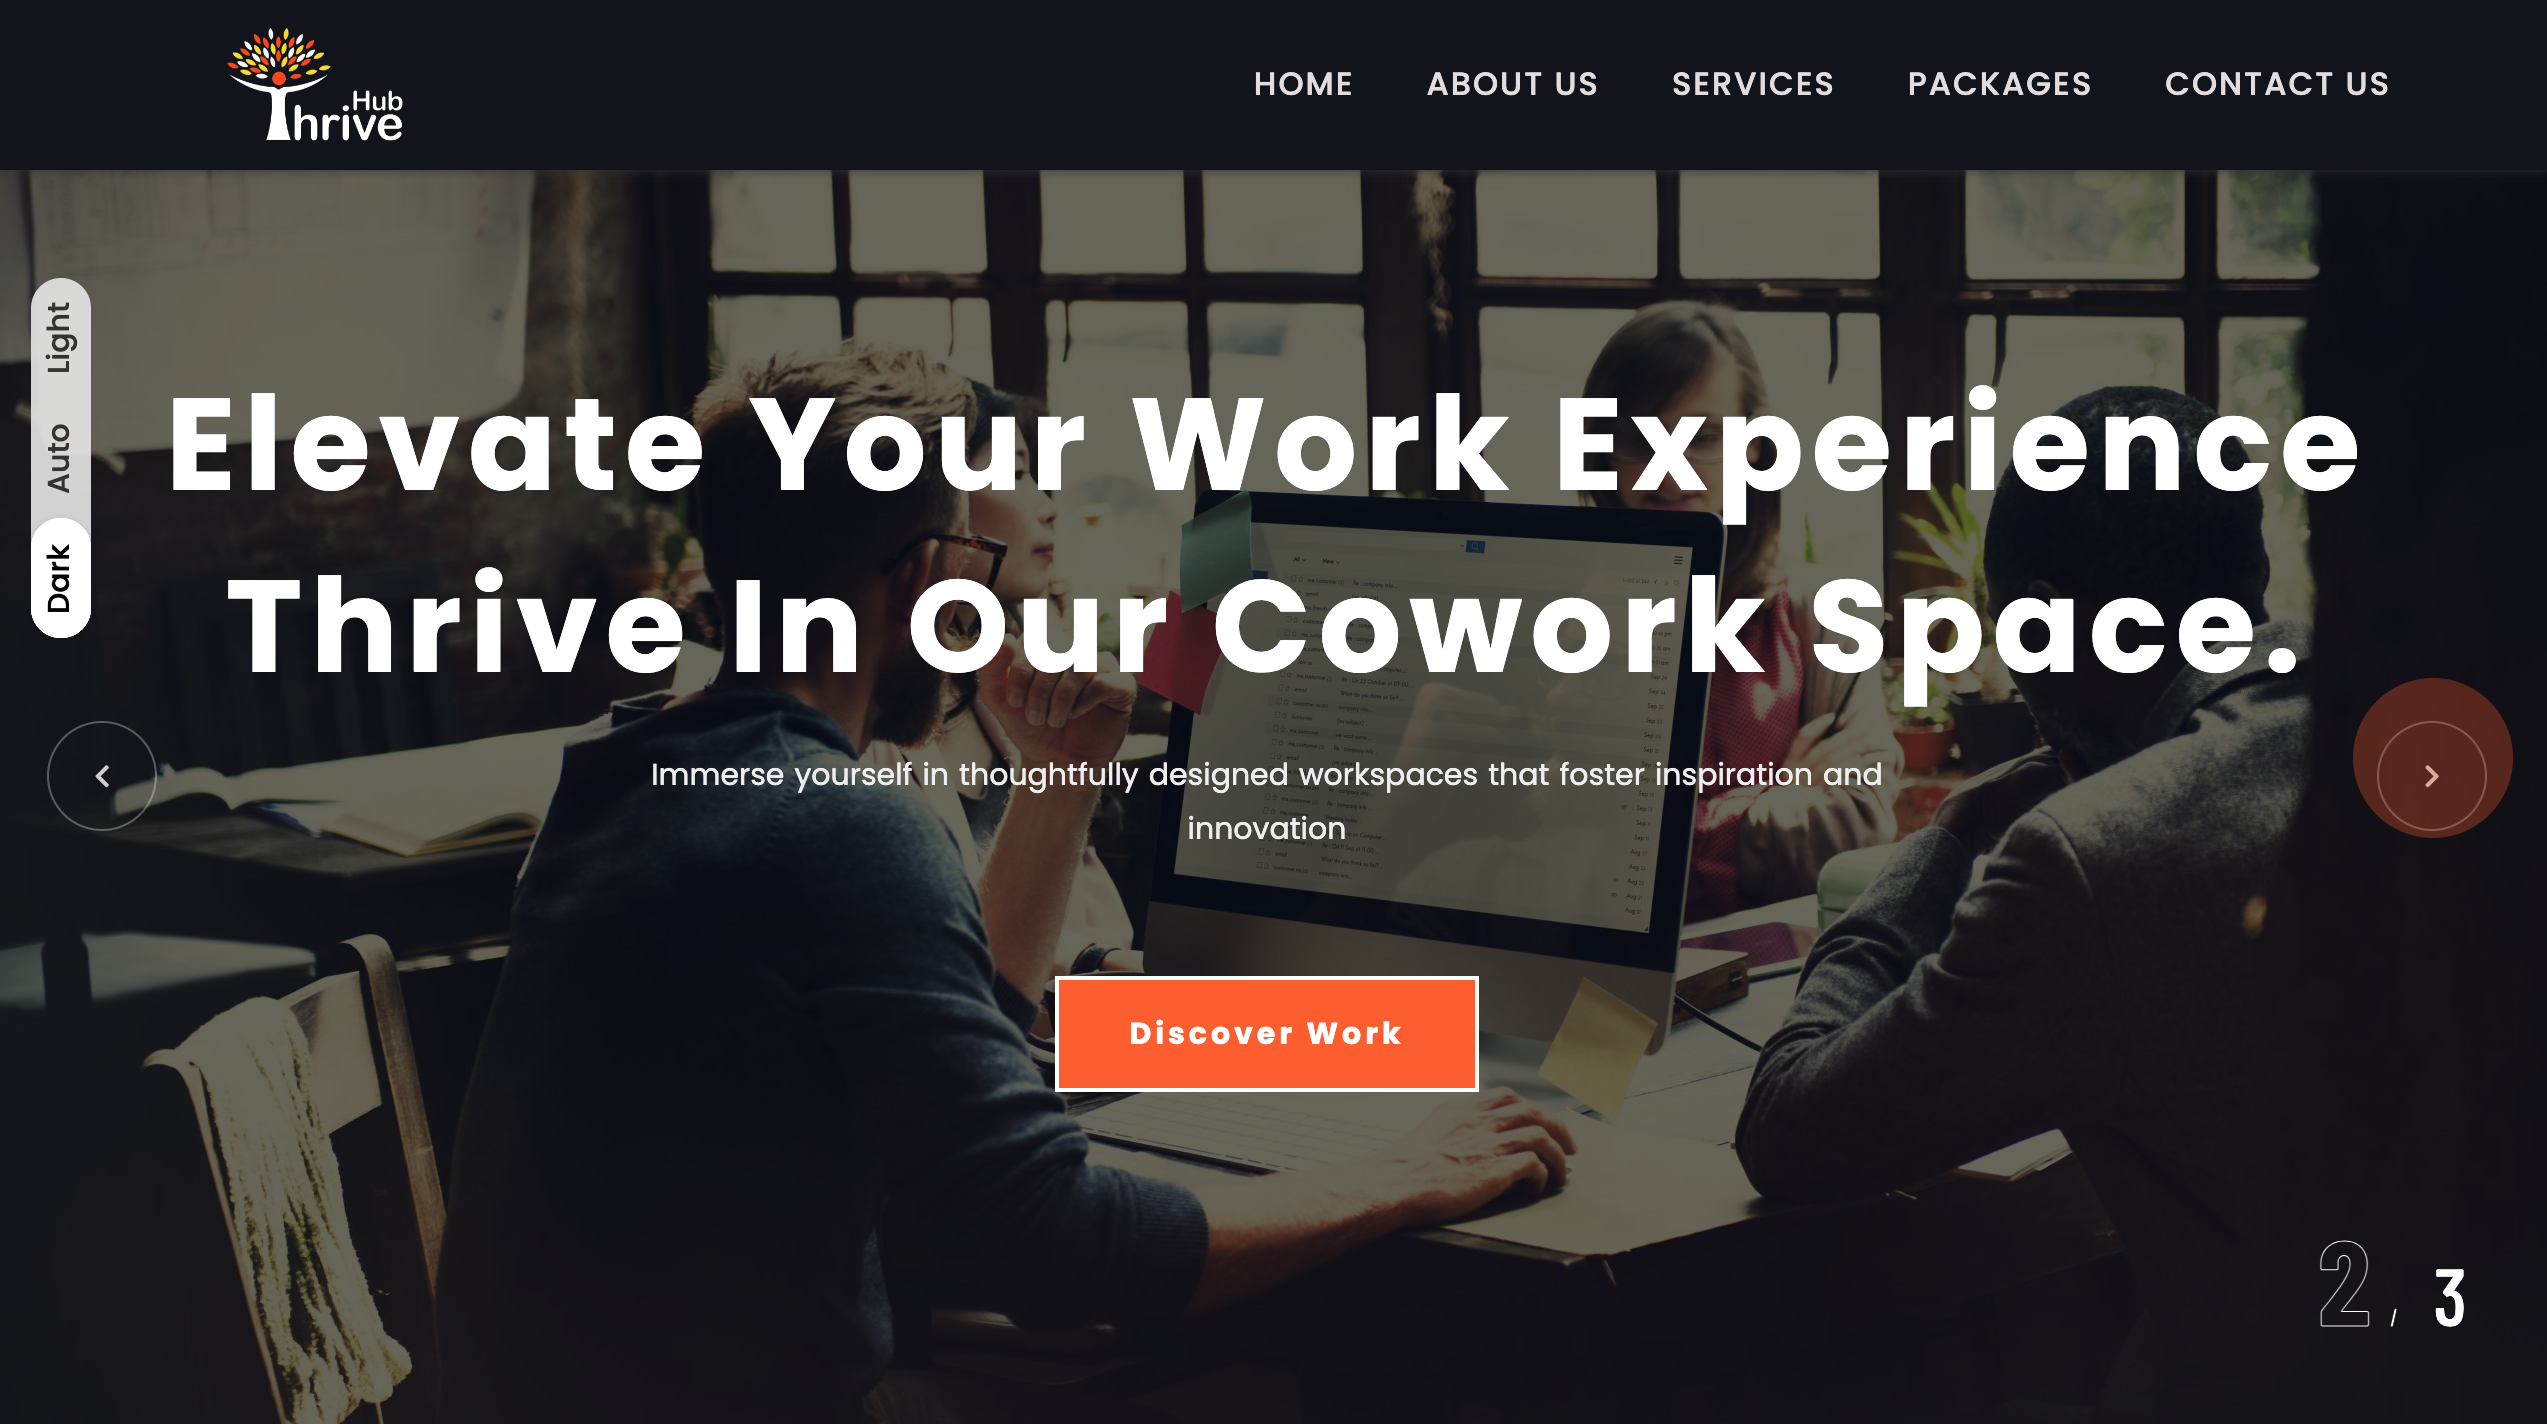 Hub
Thrive
HOME
ABOUT US
SERVICES
PACKAGES
CONTACT US
Light
Auto
Dark
Elevate Your Work Experience
Thrive In Our Cowork Space.
Immerse yourself in thoughtfully designed workspaces that foster inspiration and
innovation
Discover Work
2 / 3